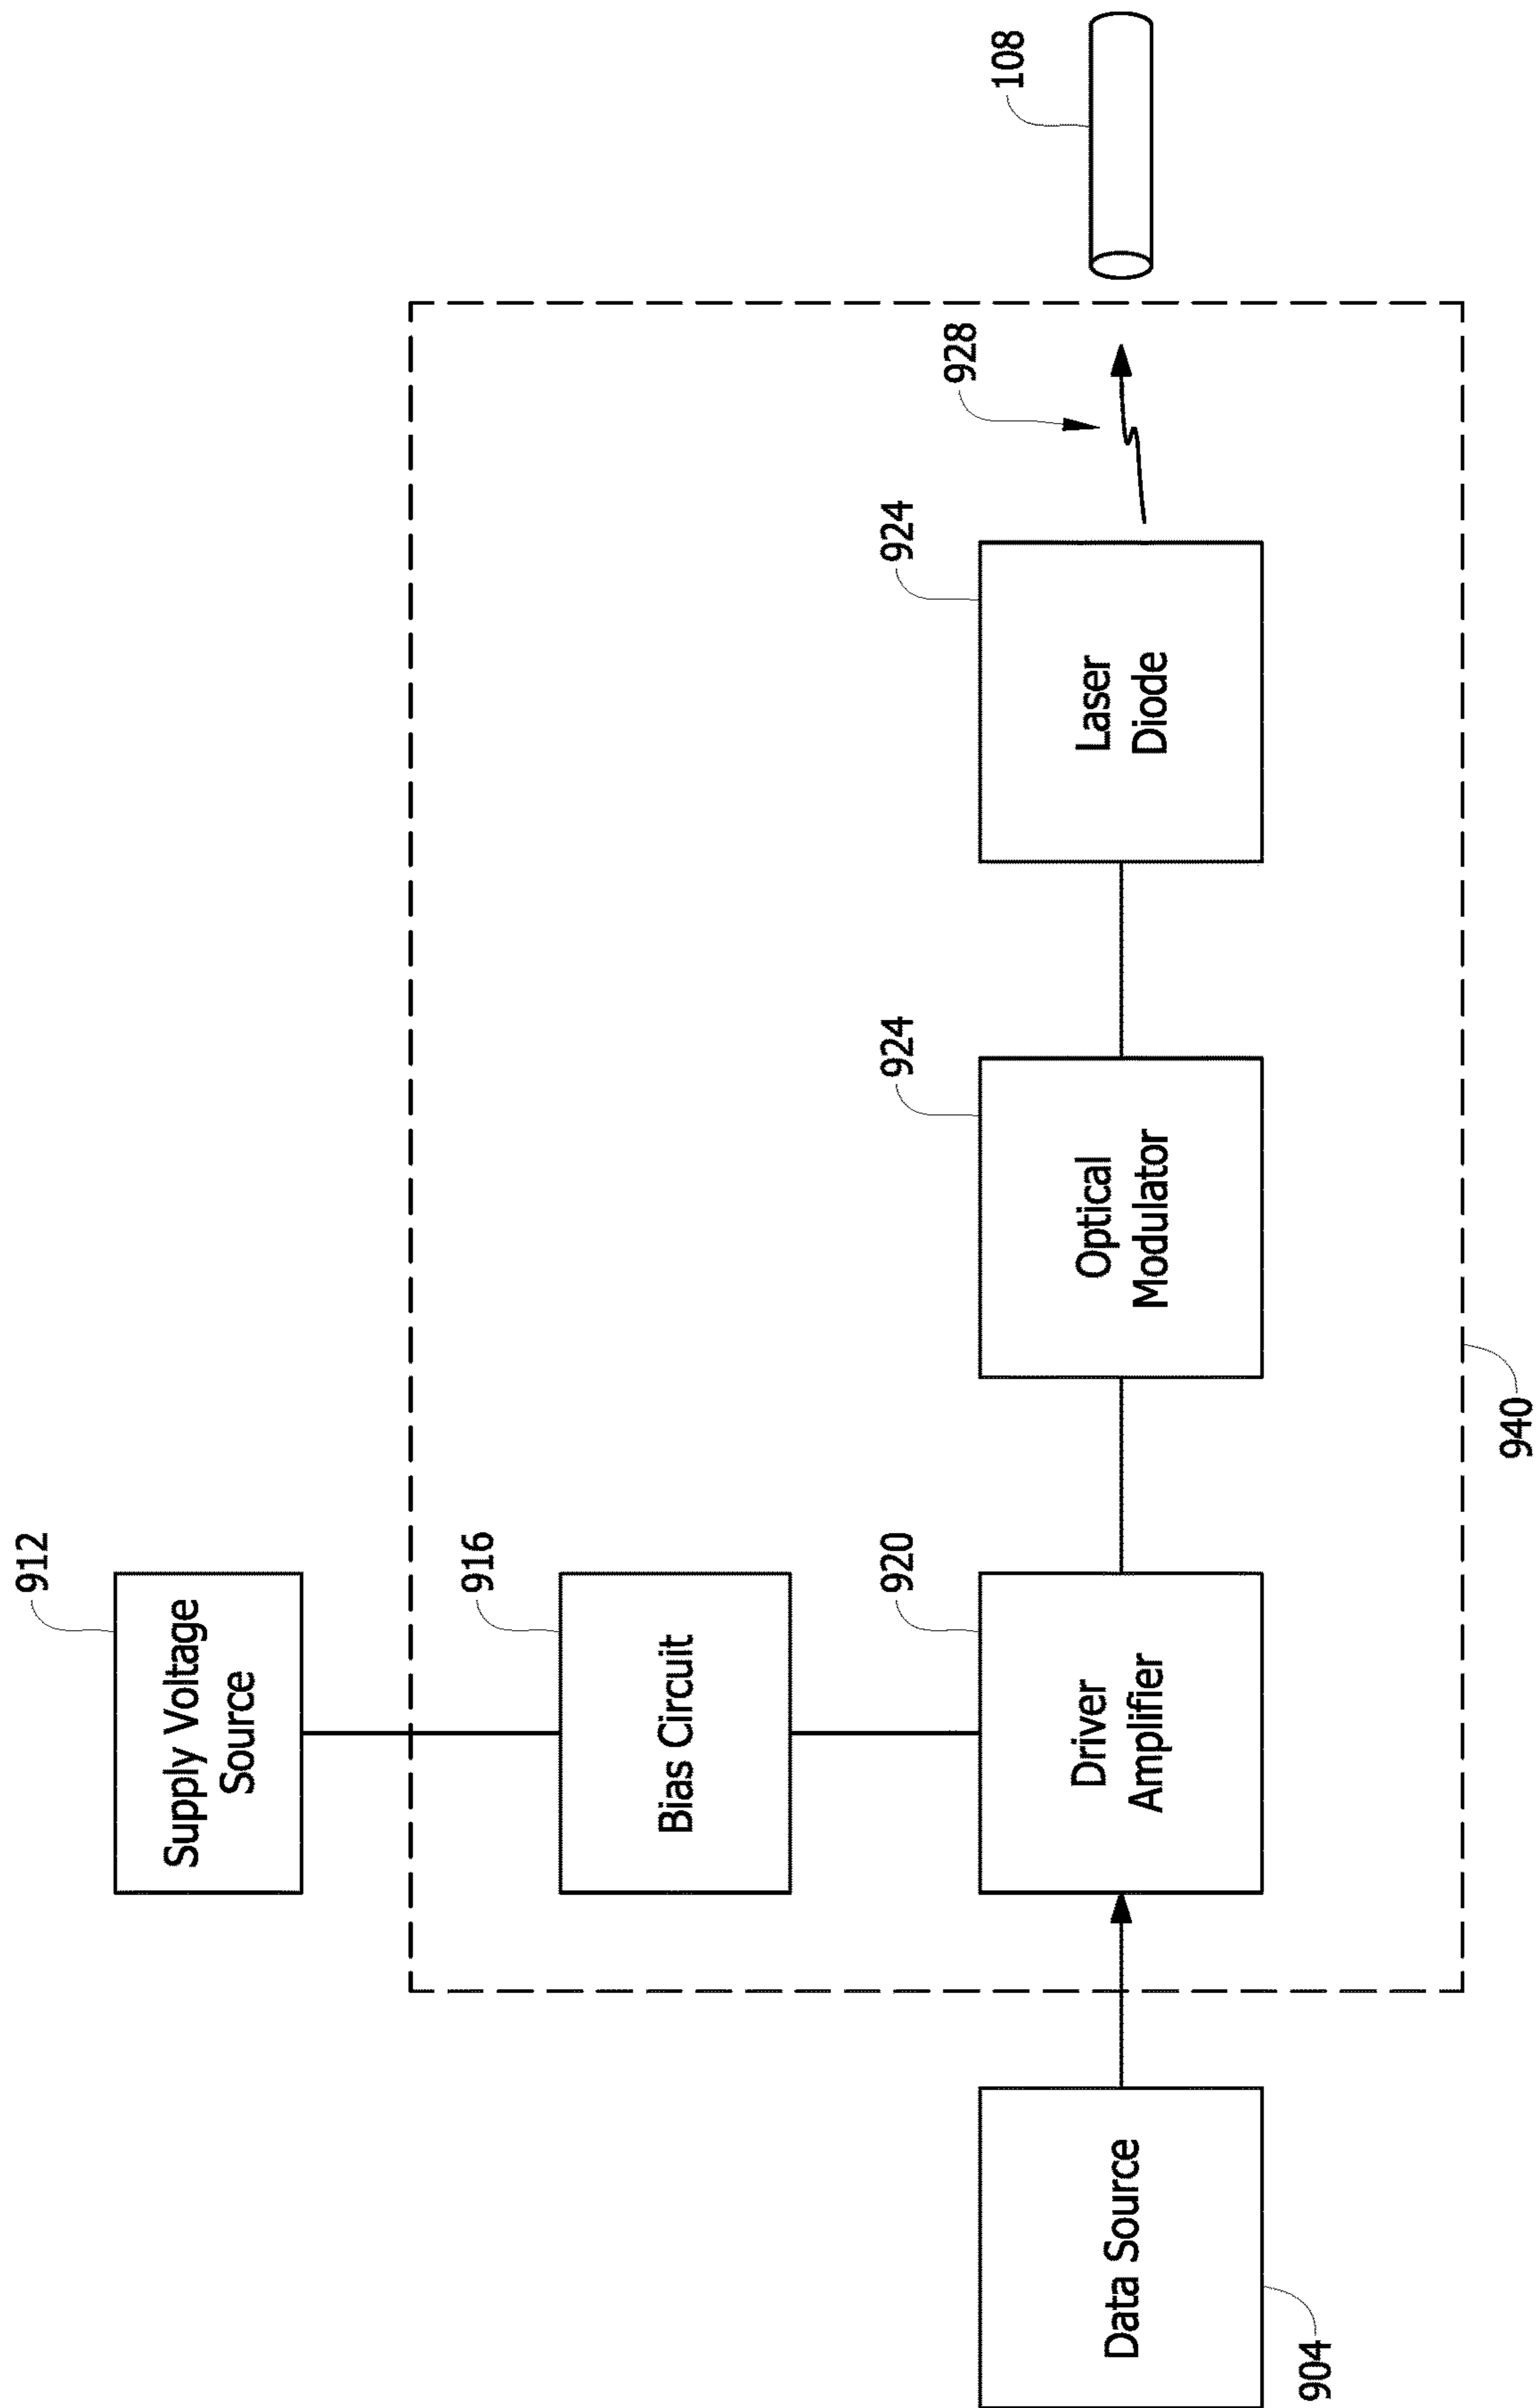 912
Supply Voltage
Source
916
Bias Circuit
904
Data Source
920
Driver
Amplifier
924
Optical
Modulator
924
Laser
Diode
928
108
940